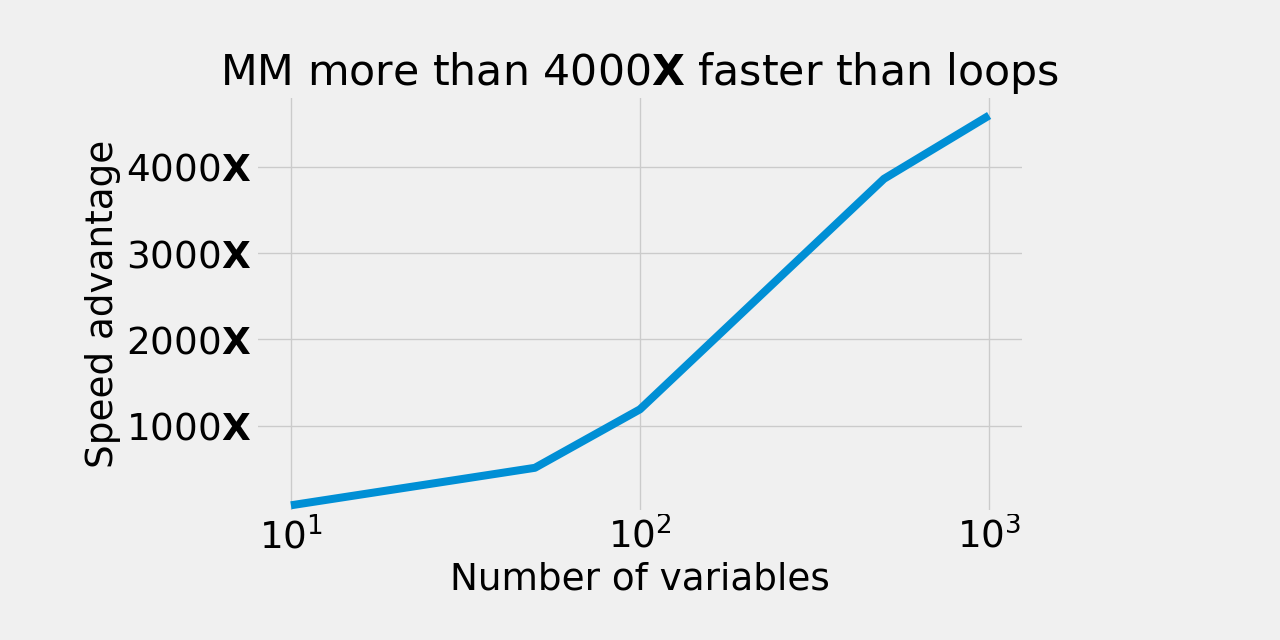 MM more than 4000X faster than loops
Speed advantage
4000X
3000X
2000X
1000X
10¹ 10² 10³
Number of variables